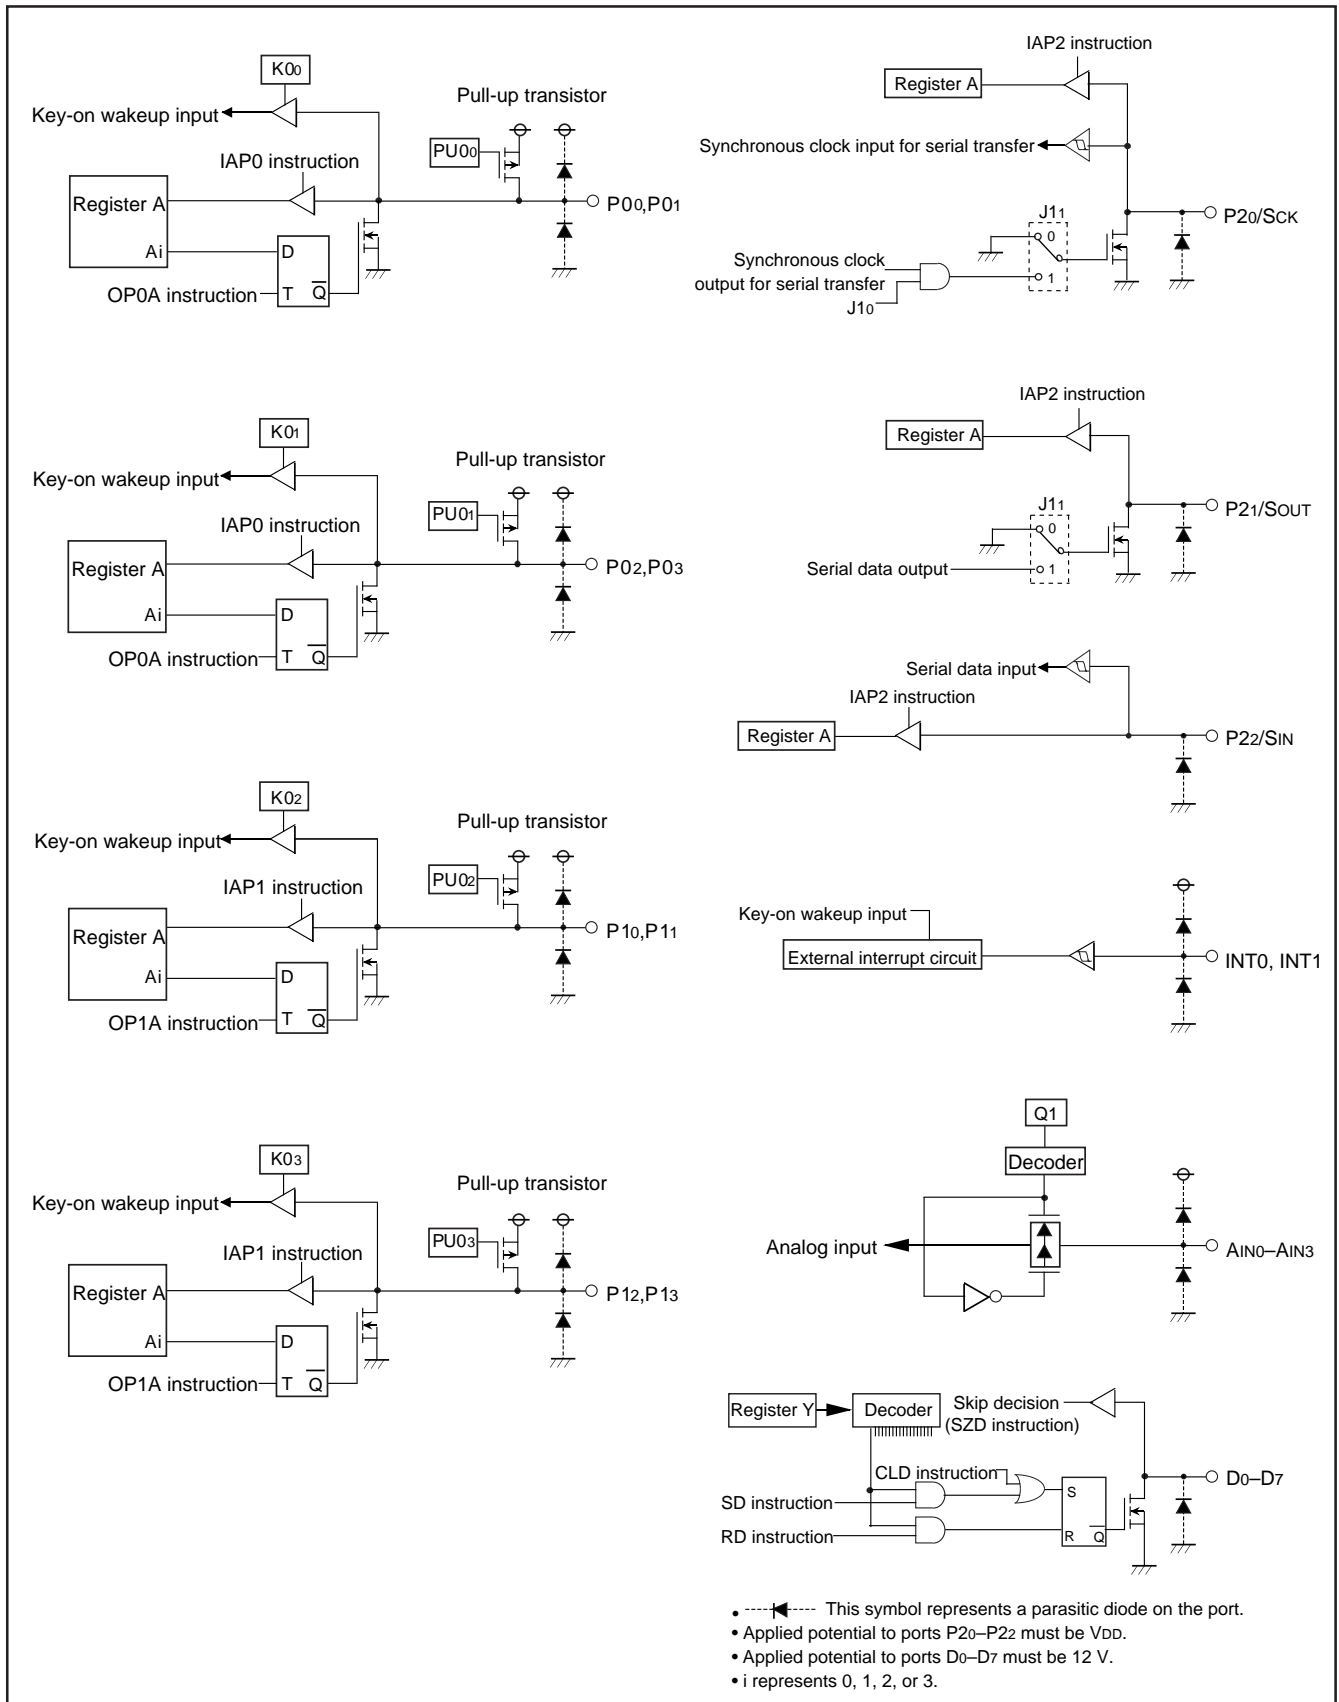 K00
Key-on wakeup input
Pull-up transistor
PU00
IAP0 instruction
Register A
Ai
D
T Q
OP0A instruction
P00,P01
K01
Key-on wakeup input
Pull-up transistor
PU01
IAP0 instruction
Register A
Ai
D
T Q
OP0A instruction
P02,P03
K02
Key-on wakeup input
Pull-up transistor
PU02
IAP1 instruction
Register A
Ai
D
T Q
OP1A instruction
P10,P11
K03
Key-on wakeup input
Pull-up transistor
PU03
IAP1 instruction
Register A
Ai
D
T Q
OP1A instruction
P12,P13
IAP2 instruction
Register A
Synchronous clock input for serial transfer
J11
0
1
P20/SCK
Synchronous clock
output for serial transfer
J10
IAP2 instruction
Register A
J11
0
1
P21/SOUT
Serial data output
Serial data input
IAP2 instruction
Register A
P22/SIN
Key-on wakeup input
External interrupt circuit
INT0, INT1
Q1
Decoder
Analog input
AIN0–AIN3
Register Y
Decoder
Skip decision
(SZD instruction)
CLD instruction
SD instruction
RD instruction
S
R Q
D0–D7
• This symbol represents a parasitic diode on the port.
• Applied potential to ports P20–P22 must be VDD.
• Applied potential to ports D0–D7 must be 12 V.
• i represents 0, 1, 2, or 3.